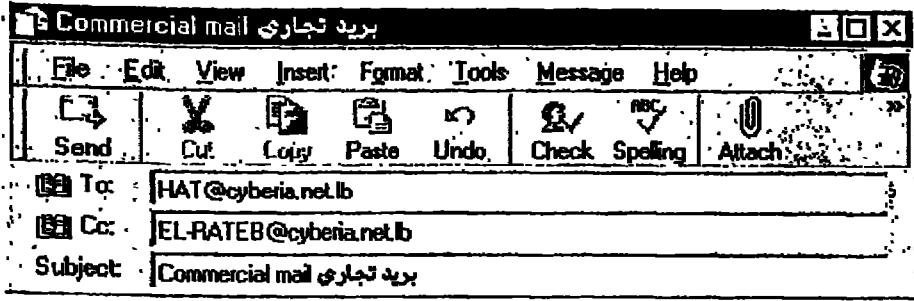 Commercial mail بريد تجاري
File Edit View Insert Format Tools Message Help
Send Cut Copy Paste Undo Check Spelling Attach
To: HAT@cyberia.net.lb
Cc: EL-RATEB@cyberia.net.lb
Subject: Commercial mail بريد تجاري